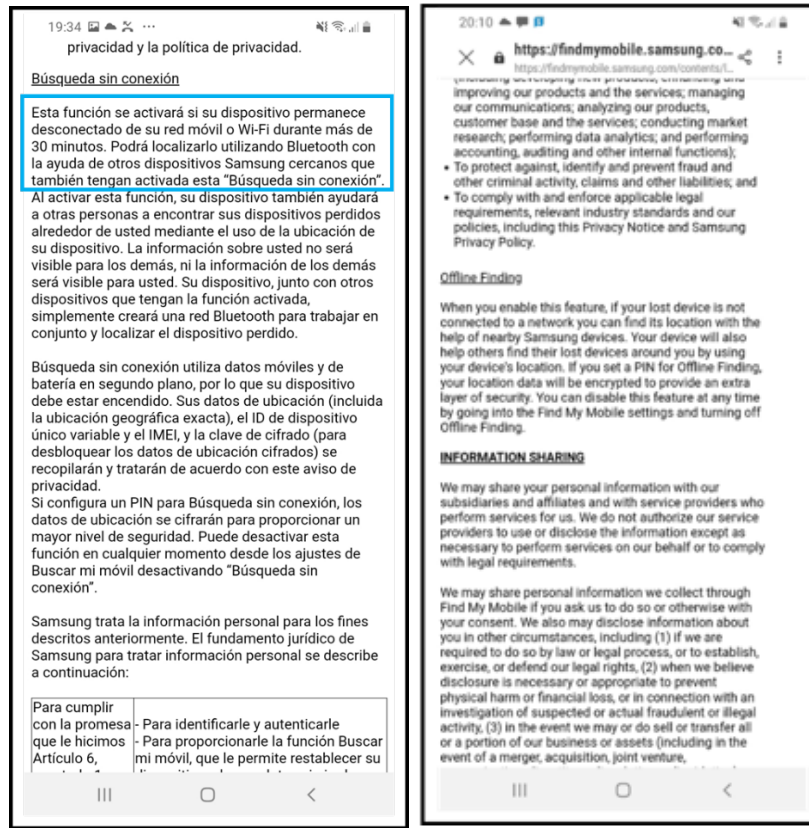 19:34
privacidad y la política de privacidad.
Búsqueda sin conexión
Esta función se activará si su dispositivo permanece
desconectado de su red móvil o Wi-Fi durante más de
30 minutos. Podrá localizarlo utilizando Bluetooth con
la ayuda de otros dispositivos Samsung cercanos que
también tengan activada esta “Búsqueda sin conexión”.
Al activar esta función, su dispositivo también ayudará
a otras personas a encontrar sus dispositivos perdidos
alrededor de usted mediante el uso de la ubicación de
su dispositivo. La información sobre usted no será
visible para los demás, ni la información de los demás
será visible para usted. Su dispositivo, junto con otros
dispositivos que tengan la función activada,
simplemente creará una red Bluetooth para trabajar en
conjunto y localizar el dispositivo perdido.
Búsqueda sin conexión utiliza datos móviles y de
batería en segundo plano, por lo que su dispositivo
debe estar encendido. Sus datos de ubicación (incluida
la ubicación geográfica exacta), el ID de dispositivo
único variable y el IMEI, y la clave de cifrado (para
desbloquear los datos de ubicación cifrados) se
recopilarán y tratarán de acuerdo con este aviso de
privacidad.
Si configura un PIN para Búsqueda sin conexión, los
datos de ubicación se cifrarán para proporcionar un
mayor nivel de seguridad. Puede desactivar esta
función en cualquier momento desde los ajustes de
Buscar mi móvil desactivando “Búsqueda sin
conexión”.
Samsung trata la información personal para los fines
descritos anteriormente. El fundamento jurídico de
Samsung para tratar información personal se describe
a continuación:
Para cumplir
con la promesa
que le hicimos
Artículo 6,
- Para identificarle y autenticarle
- Para proporcionarle la función Buscar
mi móvil, que le permite restablecer su
20:10
https://findmymobile.samsung.co...
https://findmymobile.samsung.com/contents/l...
(including developing new products, enhancing and
improving our products and the services; managing
our communications; analyzing our products,
customer base and the services; conducting market
research; performing data analytics; and performing
accounting, auditing and other internal functions);
• To protect against, identify and prevent fraud and
other criminal activity, claims and other liabilities; and
• To comply with and enforce applicable legal
requirements, relevant industry standards and our
policies, including this Privacy Notice and Samsung
Privacy Policy.
Offline Finding
When you enable this feature, if your lost device is not
connected to a network you can find its location with the
help of nearby Samsung devices. Your device will also
help others find their lost devices around you by using
your device's location. If you set a PIN for Offline Finding,
your location data will be encrypted to provide an extra
layer of security. You can disable this feature at any time
by going into the Find My Mobile settings and turning off
Offline Finding.
INFORMATION SHARING
We may share your personal information with our
subsidiaries and affiliates and with service providers who
perform services for us. We do not authorize our service
providers to use or disclose the information except as
necessary to perform services on our behalf or to comply
with legal requirements.
We may share personal information we collect through
Find My Mobile if you ask us to do so or otherwise with
your consent. We also may disclose information about
you in other circumstances, including (1) if we are
required to do so by law or legal process, or to establish,
exercise, or defend our legal rights, (2) when we believe
disclosure is necessary or appropriate to prevent
physical harm or financial loss, or in connection with an
investigation of suspected or actual fraudulent or illegal
activity, (3) in the event we may or do sell or transfer all
or a portion of our business or assets (including in the
event of a merger, acquisition, joint venture,